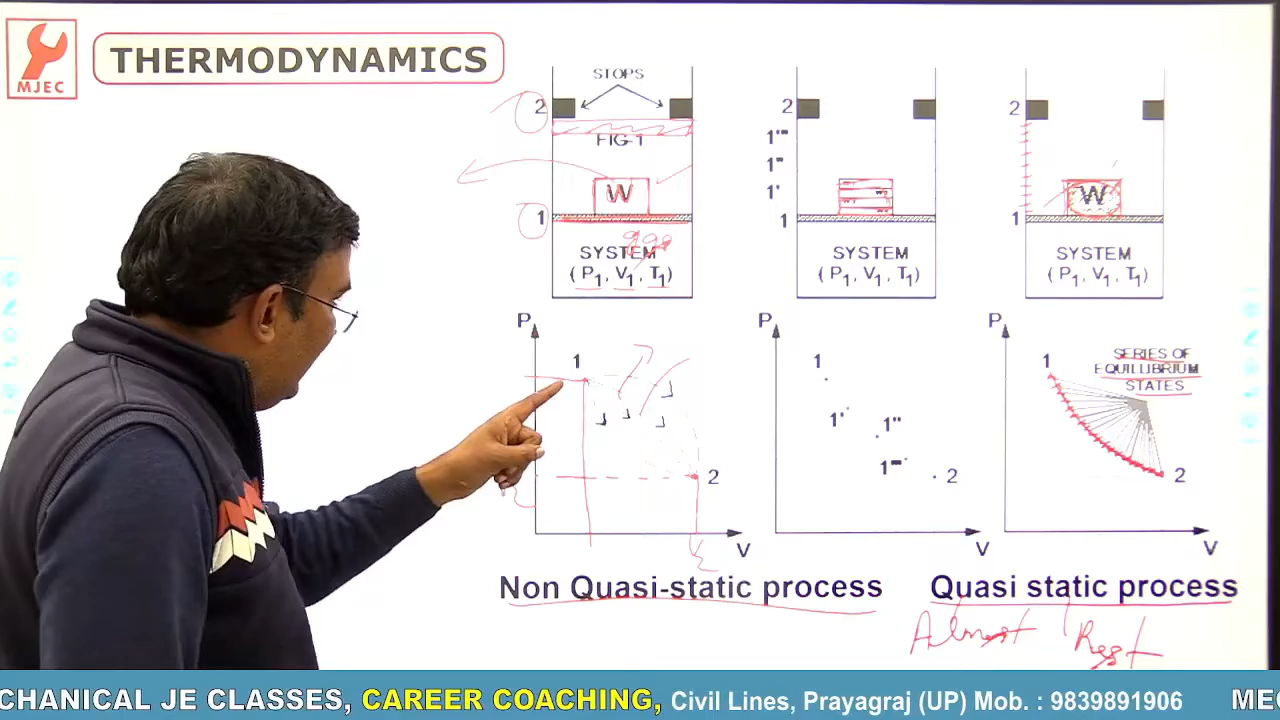 MJEC
THERMODYNAMICS
STOPS
2
FIG-1
W
1
SYSTEM
( P1, V1, T1 )
2
1'''
1''
1'
1
SYSTEM
( P1, V1, T1 )
2
W
1
SYSTEM
( P1, V1, T1 )
P
1
2
V
P
1
1'
1''
1'''
2
V
P
1
SERIES OF
EQUILIBRIUM
STATES
2
V
Non Quasi-static process
Quasi static process
Almost
Rest
CHANICAL JE CLASSES, CAREER COACHING, Civil Lines, Prayagraj (UP) Mob. : 9839891906